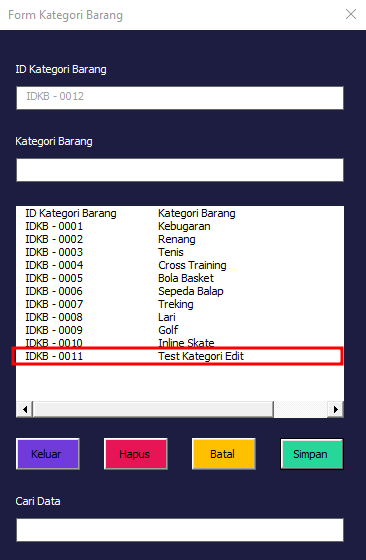 Form Kategori Barang
ID Kategori Barang
IDKB - 0012
Kategori Barang
ID Kategori Barang Kategori Barang
IDKB - 0001 Kebugaran
IDKB - 0002 Renang
IDKB - 0003 Tenis
IDKB - 0004 Cross Training
IDKB - 0005 Bola Basket
IDKB - 0006 Sepeda Balap
IDKB - 0007 Treking
IDKB - 0008 Lari
IDKB - 0009 Golf
IDKB - 0010 Inline Skate
IDKB - 0011 Test Kategori Edit
Keluar Hapus Batal Simpan
Cari Data